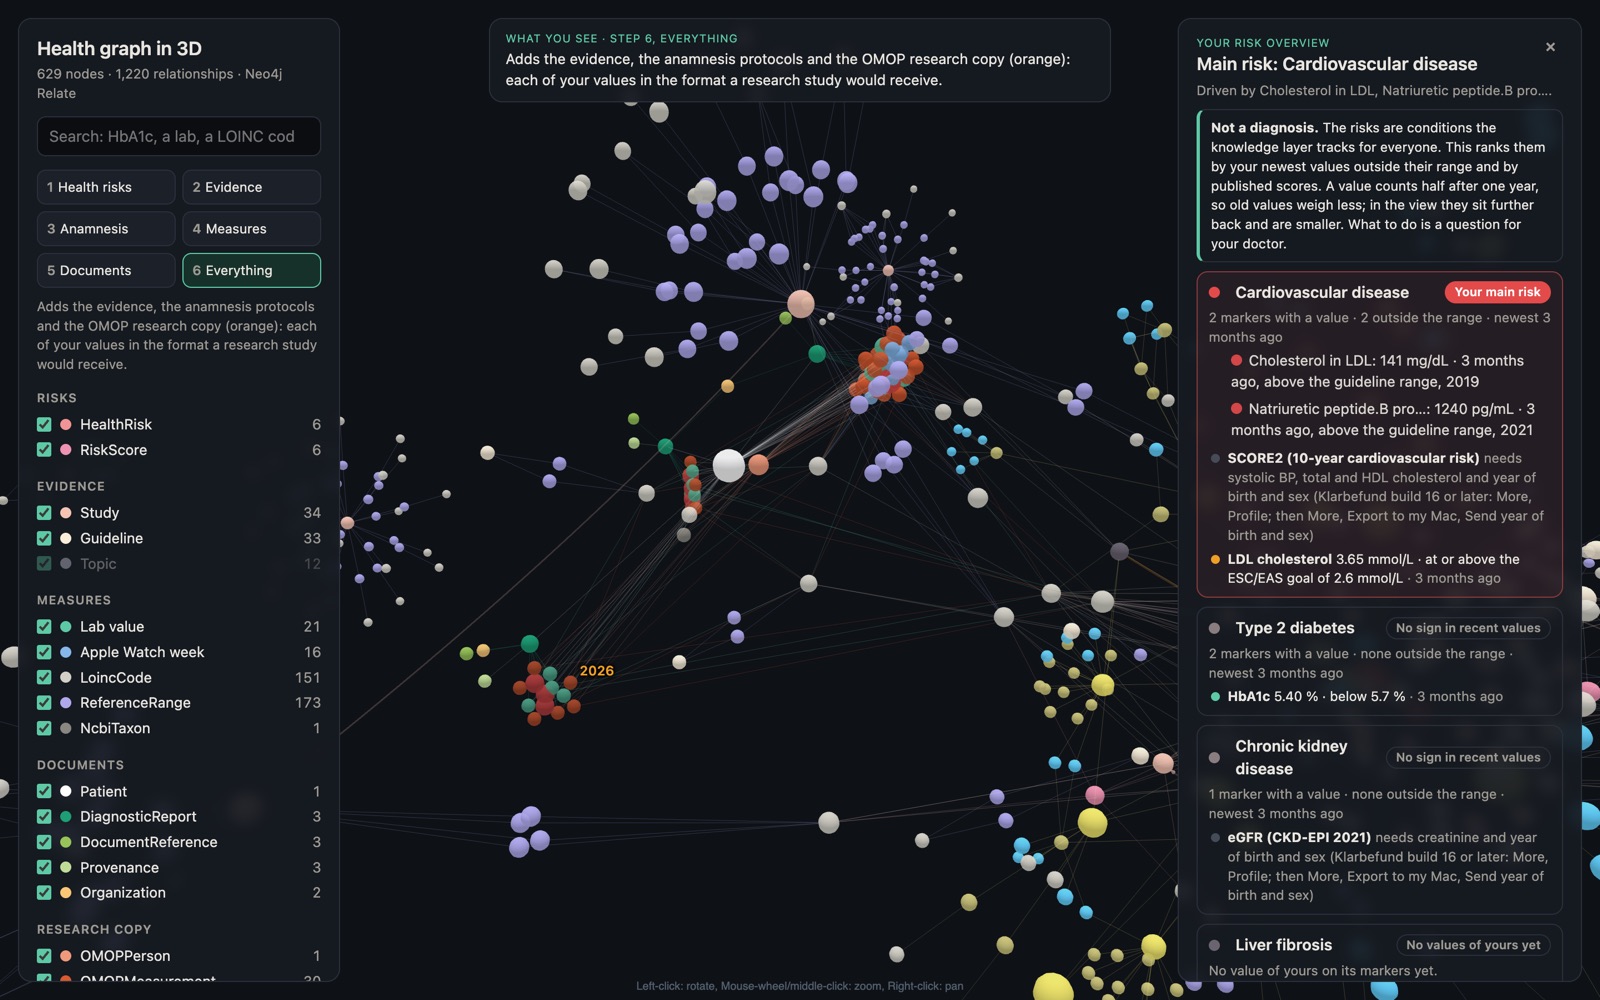 Health graph in 3D
629 nodes · 1,220 relationships · Neo4j
Relate
Search: HbA1c, a lab, a LOINC cod
1 Health risks
2 Evidence
3 Anamnesis
4 Measures
5 Documents
6 Everything
Adds the evidence, the anamnesis protocols
and the OMOP research copy (orange): each
of your values in the format a research study
would receive.
RISKS
HealthRisk 6
RiskScore 6
EVIDENCE
Study 34
Guideline 33
Topic 12
MEASURES
Lab value 21
Apple Watch week 16
LoincCode 151
ReferenceRange 173
NcbiTaxon 1
DOCUMENTS
Patient 1
DiagnosticReport 3
DocumentReference 3
Provenance 3
Organization 2
RESEARCH COPY
OMOPPerson 1
OMOPMeasurement 30
WHAT YOU SEE · STEP 6, EVERYTHING
Adds the evidence, the anamnesis protocols and the OMOP research copy (orange):
each of your values in the format a research study would receive.
2026
Left-click: rotate, Mouse-wheel/middle-click: zoom, Right-click: pan
YOUR RISK OVERVIEW
×
Main risk: Cardiovascular disease
Driven by Cholesterol in LDL, Natriuretic peptide.B pro....
Not a diagnosis. The risks are conditions the
knowledge layer tracks for everyone. This ranks them
by your newest values outside their range and by
published scores. A value counts half after one year,
so old values weigh less; in the view they sit further
back and are smaller. What to do is a question for
your doctor.
Cardiovascular disease
Your main risk
2 markers with a value · 2 outside the range · newest 3
months ago
Cholesterol in LDL: 141 mg/dL · 3 months
ago, above the guideline range, 2019
Natriuretic peptide.B pro...: 1240 pg/mL · 3
months ago, above the guideline range, 2021
SCORE2 (10-year cardiovascular risk) needs
systolic BP, total and HDL cholesterol and year of
birth and sex (Klarbefund build 16 or later: More,
Profile; then More, Export to my Mac, Send year of
birth and sex)
LDL cholesterol 3.65 mmol/L · at or above the
ESC/EAS goal of 2.6 mmol/L · 3 months ago
Type 2 diabetes
No sign in recent values
2 markers with a value · none outside the range ·
newest 3 months ago
HbA1c 5.40 % · below 5.7 % · 3 months ago
Chronic kidney
disease
No sign in recent values
1 marker with a value · none outside the range ·
newest 3 months ago
eGFR (CKD-EPI 2021) needs creatinine and year
of birth and sex (Klarbefund build 16 or later: More,
Profile; then More, Export to my Mac, Send year of
birth and sex)
Liver fibrosis
No values of yours yet
No value of yours on its markers yet.